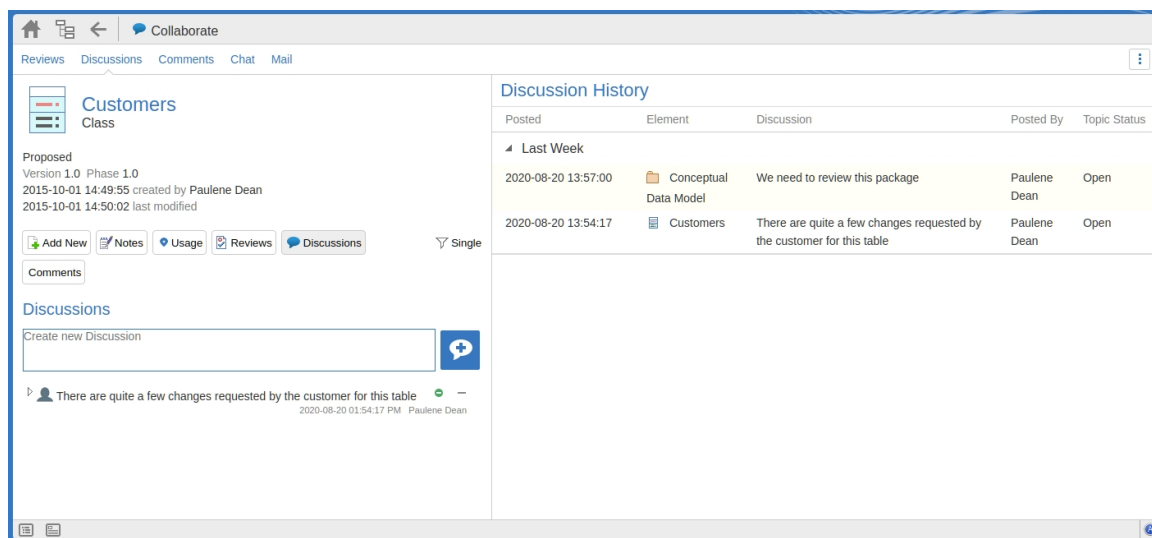 Collaborate
Reviews Discussions Comments Chat Mail
Customers
Class
Proposed
Version 1.0 Phase 1.0
2015-10-01 14:49:55 created by Paulene Dean
2015-10-01 14:50:02 last modified
Add New Notes Usage Reviews Discussions Single
Comments
Discussions
Create new Discussion
There are quite a few changes requested by the customer for this table
2020-08-20 01:54:17 PM Paulene Dean
Discussion History
Posted Element Discussion Posted By Topic Status
Last Week
2020-08-20 13:57:00 Conceptual We need to review this package Paulene Open
Data Model Dean
2020-08-20 13:54:17 Customers There are quite a few changes requested by Paulene Open
the customer for this table Dean